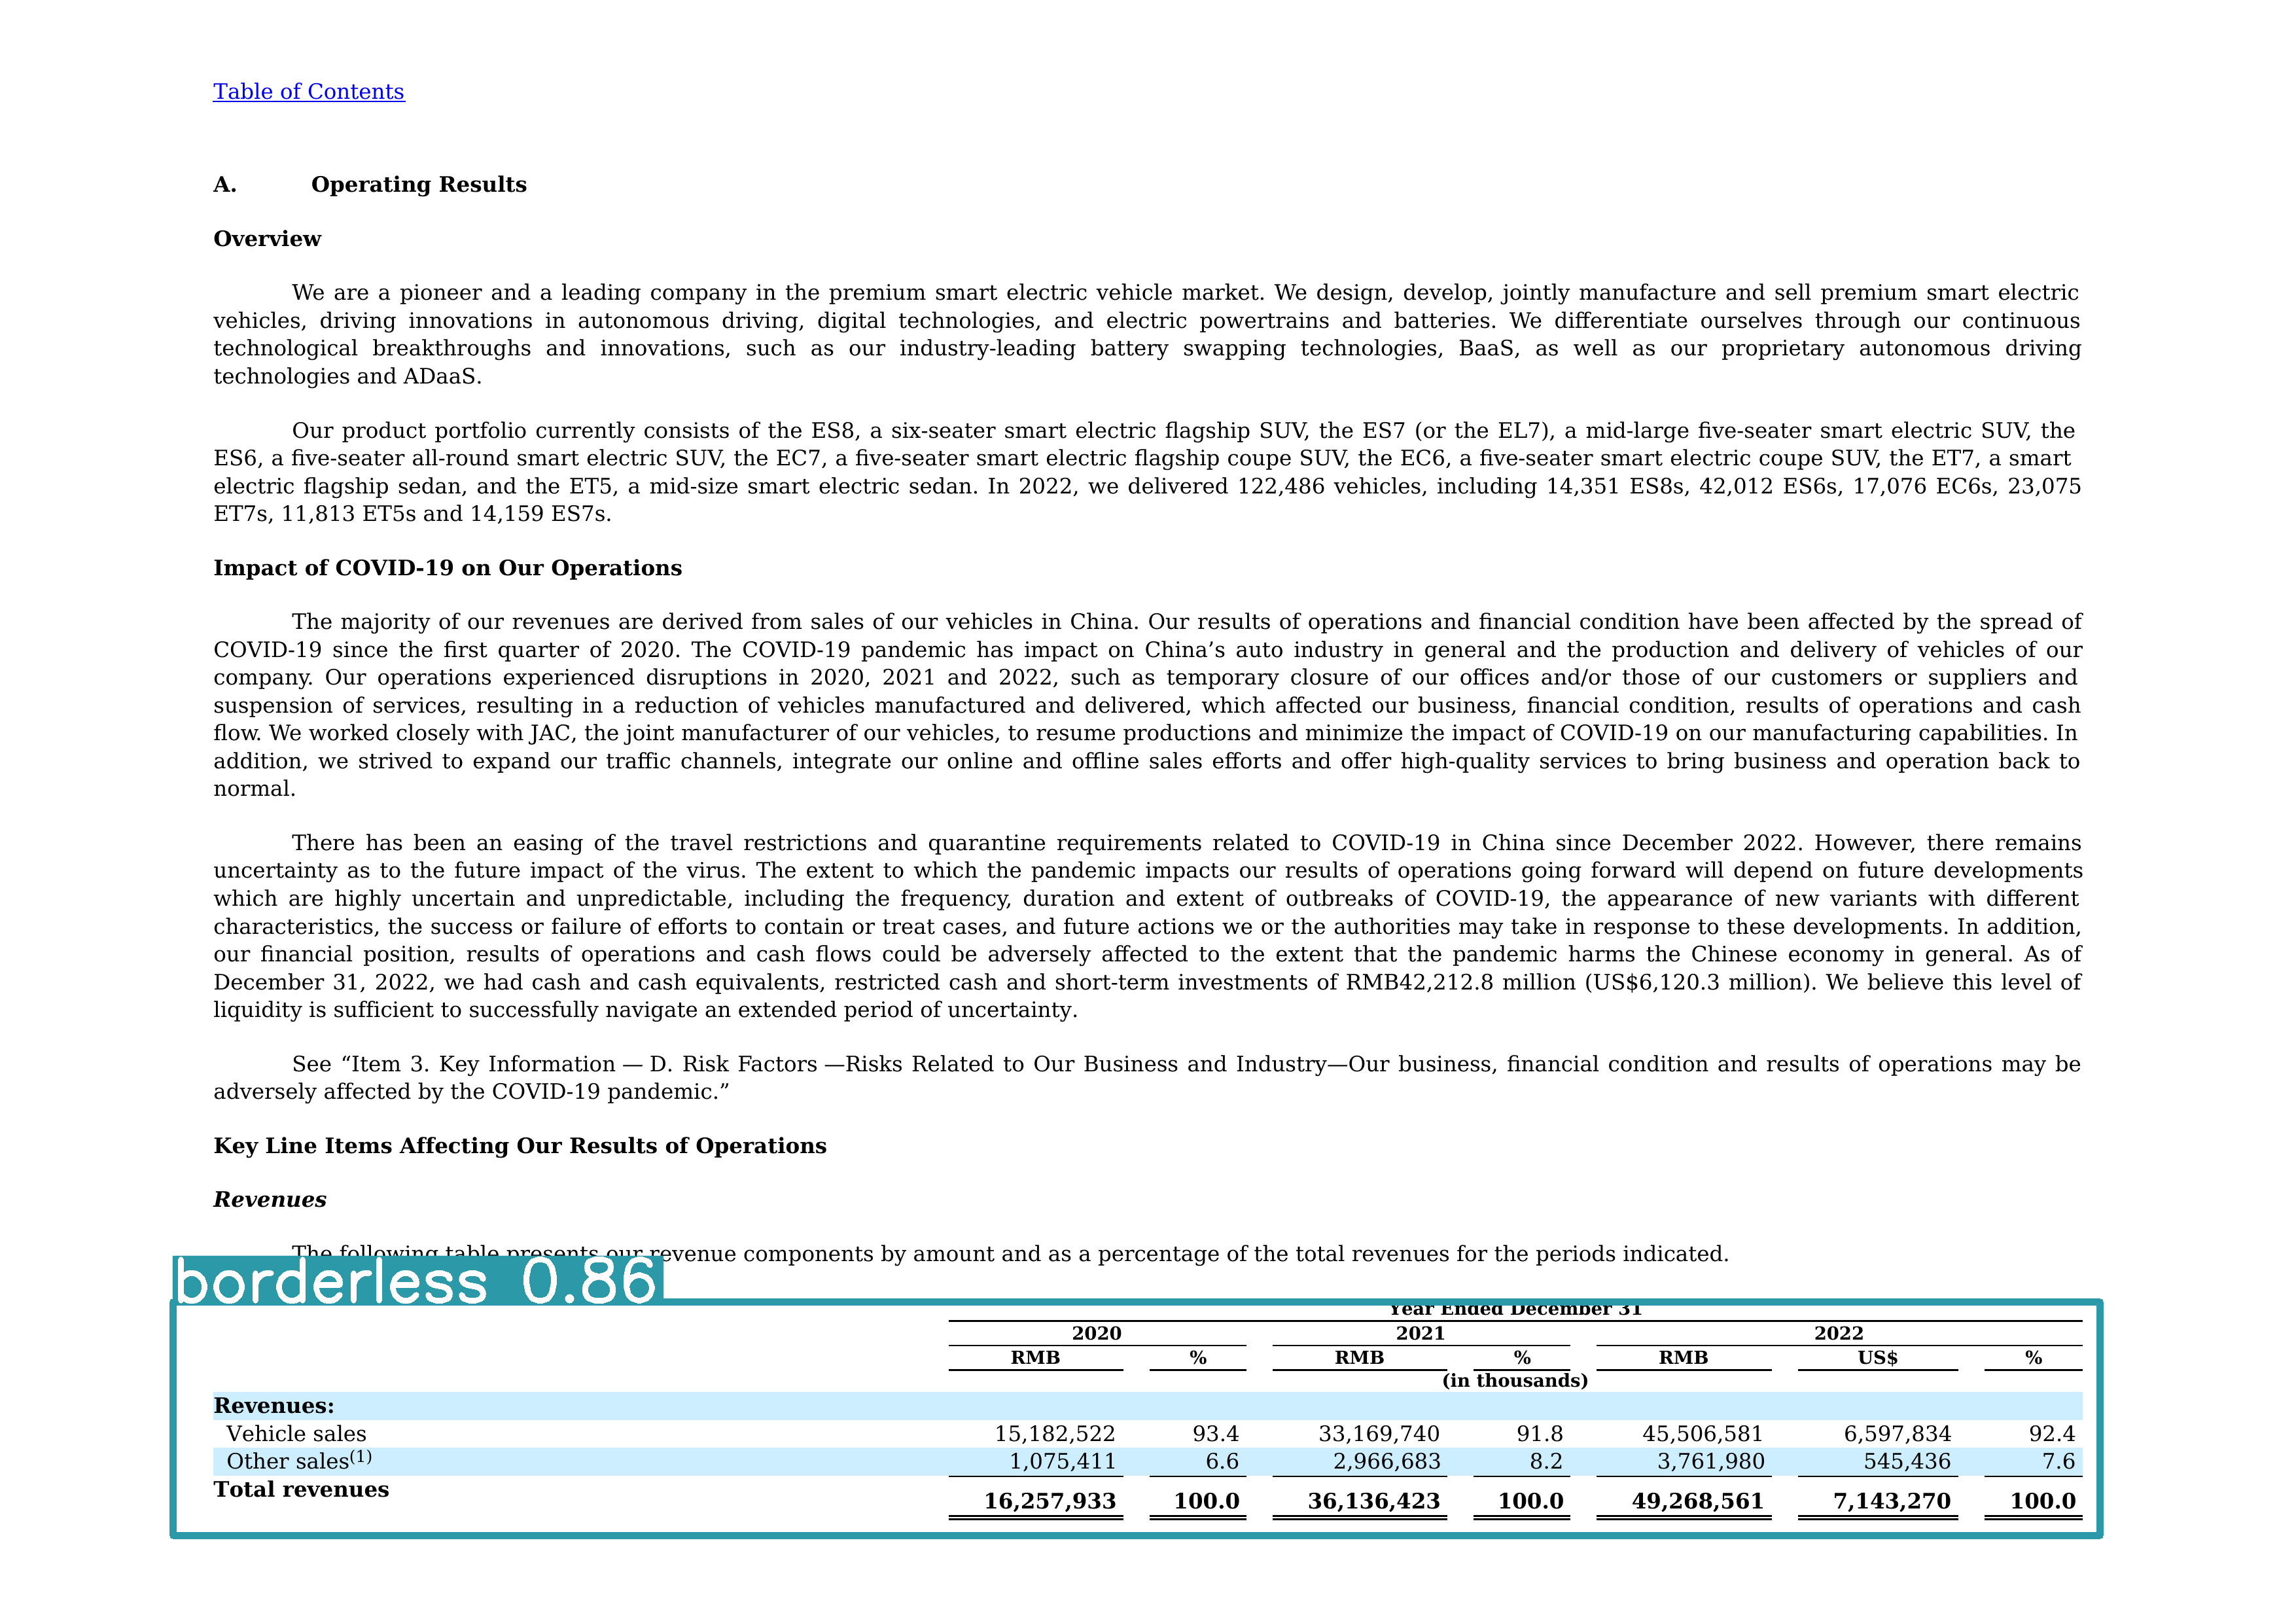 Table of Contents
A. Operating Results
Overview
We are a pioneer and a leading company in the premium smart electric vehicle market. We design, develop, jointly manufacture and sell premium smart electric
vehicles, driving innovations in autonomous driving, digital technologies, and electric powertrains and batteries. We differentiate ourselves through our continuous
technological breakthroughs and innovations, such as our industry-leading battery swapping technologies, BaaS, as well as our proprietary autonomous driving
technologies and ADaaS.
Our product portfolio currently consists of the ES8, a six-seater smart electric flagship SUV, the ES7 (or the EL7), a mid-large five-seater smart electric SUV, the
ES6, a five-seater all-round smart electric SUV, the EC7, a five-seater smart electric flagship coupe SUV, the EC6, a five-seater smart electric coupe SUV, the ET7, a smart
electric flagship sedan, and the ET5, a mid-size smart electric sedan. In 2022, we delivered 122,486 vehicles, including 14,351 ES8s, 42,012 ES6s, 17,076 EC6s, 23,075
ET7s, 11,813 ET5s and 14,159 ES7s.
Impact of COVID-19 on Our Operations
The majority of our revenues are derived from sales of our vehicles in China. Our results of operations and financial condition have been affected by the spread of
COVID-19 since the first quarter of 2020. The COVID-19 pandemic has impact on China’s auto industry in general and the production and delivery of vehicles of our
company. Our operations experienced disruptions in 2020, 2021 and 2022, such as temporary closure of our offices and/or those of our customers or suppliers and
suspension of services, resulting in a reduction of vehicles manufactured and delivered, which affected our business, financial condition, results of operations and cash
flow. We worked closely with JAC, the joint manufacturer of our vehicles, to resume productions and minimize the impact of COVID-19 on our manufacturing capabilities. In
addition, we strived to expand our traffic channels, integrate our online and offline sales efforts and offer high-quality services to bring business and operation back to
normal.
There has been an easing of the travel restrictions and quarantine requirements related to COVID-19 in China since December 2022. However, there remains
uncertainty as to the future impact of the virus. The extent to which the pandemic impacts our results of operations going forward will depend on future developments
which are highly uncertain and unpredictable, including the frequency, duration and extent of outbreaks of COVID-19, the appearance of new variants with different
characteristics, the success or failure of efforts to contain or treat cases, and future actions we or the authorities may take in response to these developments. In addition,
our financial position, results of operations and cash flows could be adversely affected to the extent that the pandemic harms the Chinese economy in general. As of
December 31, 2022, we had cash and cash equivalents, restricted cash and short-term investments of RMB42,212.8 million (US$6,120.3 million). We believe this level of
liquidity is sufficient to successfully navigate an extended period of uncertainty.
See “Item 3. Key Information — D. Risk Factors —Risks Related to Our Business and Industry—Our business, financial condition and results of operations may be
adversely affected by the COVID-19 pandemic.”
Key Line Items Affecting Our Results of Operations
Revenues
The following table presents our revenue components by amount and as a percentage of the total revenues for the periods indicated.
borderless 0.86
Year Ended December 31
2020 2021 2022
RMB % RMB % RMB US$ %
(in thousands)
Revenues:
Vehicle sales 15,182,522 93.4 33,169,740 91.8 45,506,581 6,597,834 92.4
Other sales(1) 1,075,411 6.6 2,966,683 8.2 3,761,980 545,436 7.6
Total revenues 16,257,933 100.0 36,136,423 100.0 49,268,561 7,143,270 100.0